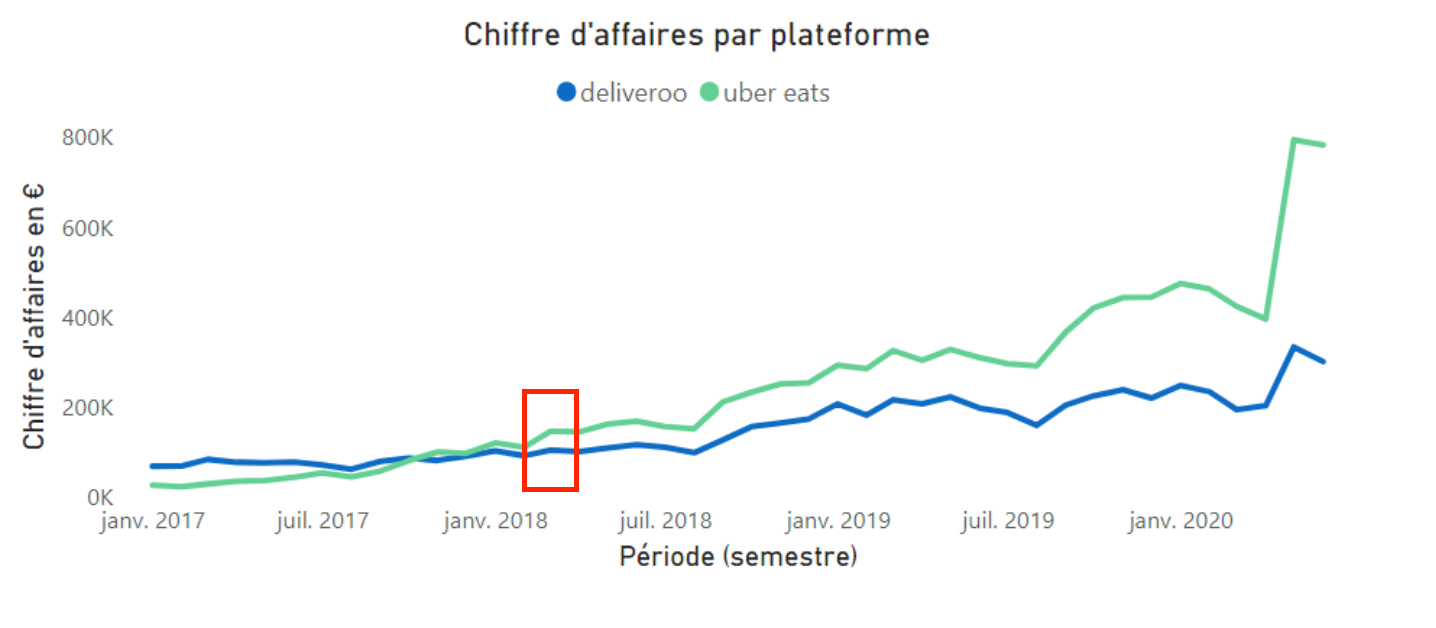 Chiffre d'affaires par plateforme
deliveroo uber eats
800K
600K
400K
200K
0K
Chiffre d'affaires en €
janv. 2017 juil. 2017 janv. 2018 juil. 2018 janv. 2019 juil. 2019 janv. 2020
Période (semestre)